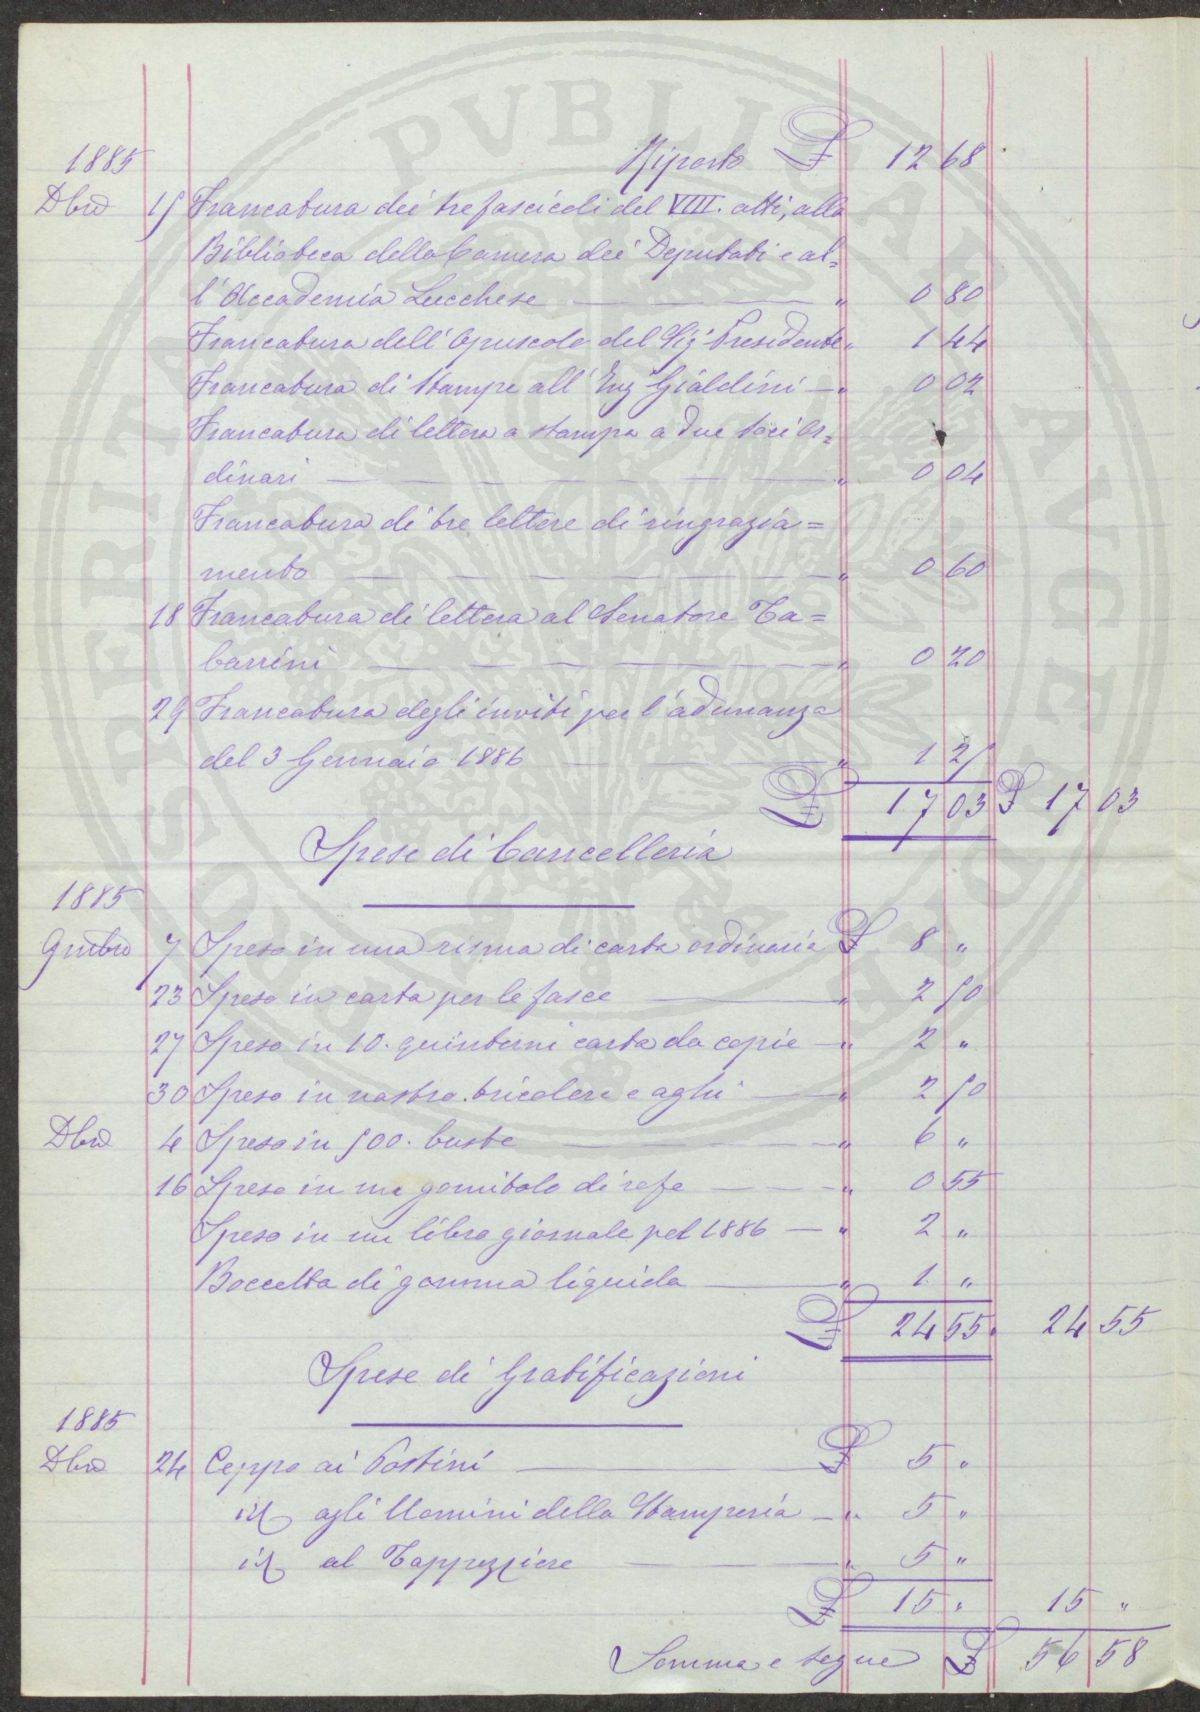 1885 Riporto £ 12 68
Dbre 15 Francatura dei tre fascicoli del VIII. atti, alla
Biblioteca della Camera dei Deputati e al=
l'Accademia Lucchese " 0 80
Francatura dell'Opuscolo del Sig. Presidente " 1 44
Francatura di Stampe all'Ing. Gialdini " 0 02
Francatura di lettera a stampa a due Soci Or=
dinari " 0 04
Francatura di tre lettere di ringrazia=
mento " 0 60
18 Francatura di lettera al Senatore Ta=
barrini " 0 20
29 Francatura degli inviti per l'adunanza
del 3 Gennaio 1886 " 1 25
£ 17 03 £ 17 03
Spese di Cancelleria
1885
9mbre 7 Spese in una risma di carta ordinaria £ 8 "
23 Spese in carta per le fasce " 2 50
27 Spese in 10. quinterni carta da copie " 2 "
30 Spese in nastro tricolore e aghi " 2 50
Dbre 4 Spese in 500. buste " 6 "
16 Spese in un gomitolo di refe " 0 55
Spese in un libro giornale pel 1886 " 2 "
Boccetta di gomma liquida " 1 "
£ 24 55 24 55
Spese di Gratificazioni
1885
Dbre 24 Ceppo ai Postini £ 5 "
id agli Uomini della Stamperia " 5 "
id al Tappezziere " 5 "
£ 15 " 15 "
Somma e segue £ 56 58